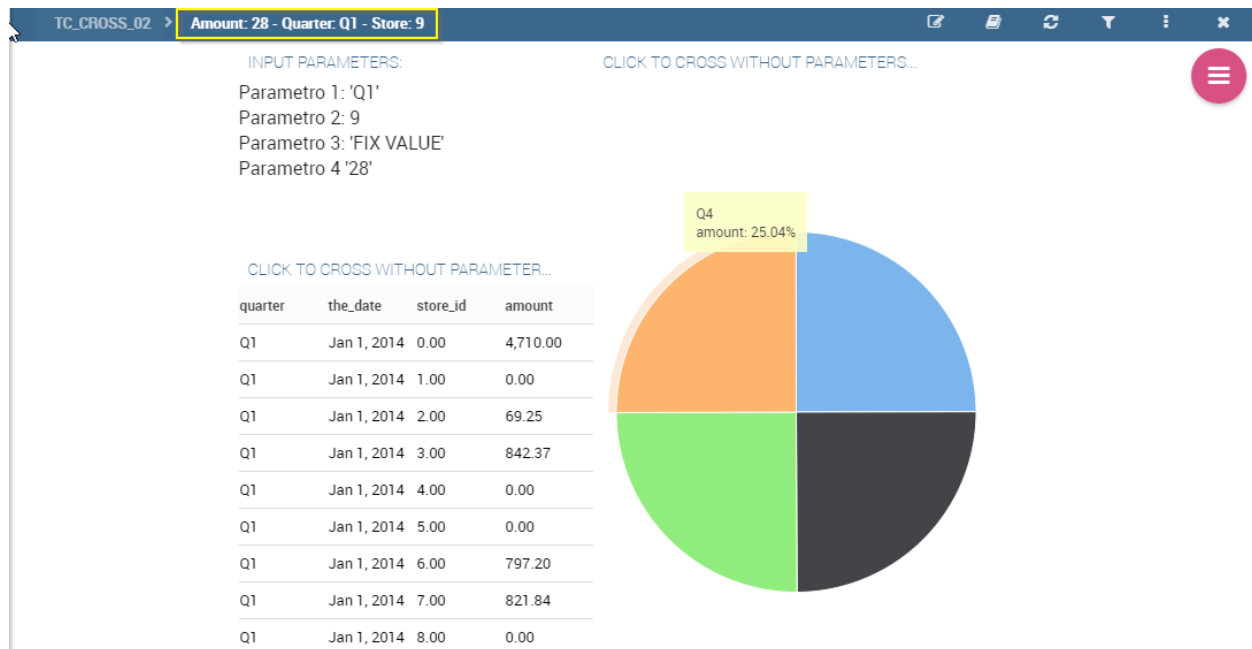 TC_CROSS_02 > Amount: 28 - Quarter: Q1 - Store: 9
INPUT PARAMETERS:
Parametro 1: 'Q1'
Parametro 2: 9
Parametro 3: 'FIX VALUE'
Parametro 4 '28'
CLICK TO CROSS WITHOUT PARAMETERS...
Q4
amount: 25.04%
CLICK TO CROSS WITHOUT PARAMETER...
quarter the_date store_id amount
Q1 Jan 1, 2014 0.00 4,710.00
Q1 Jan 1, 2014 1.00 0.00
Q1 Jan 1, 2014 2.00 69.25
Q1 Jan 1, 2014 3.00 842.37
Q1 Jan 1, 2014 4.00 0.00
Q1 Jan 1, 2014 5.00 0.00
Q1 Jan 1, 2014 6.00 797.20
Q1 Jan 1, 2014 7.00 821.84
Q1 Jan 1, 2014 8.00 0.00